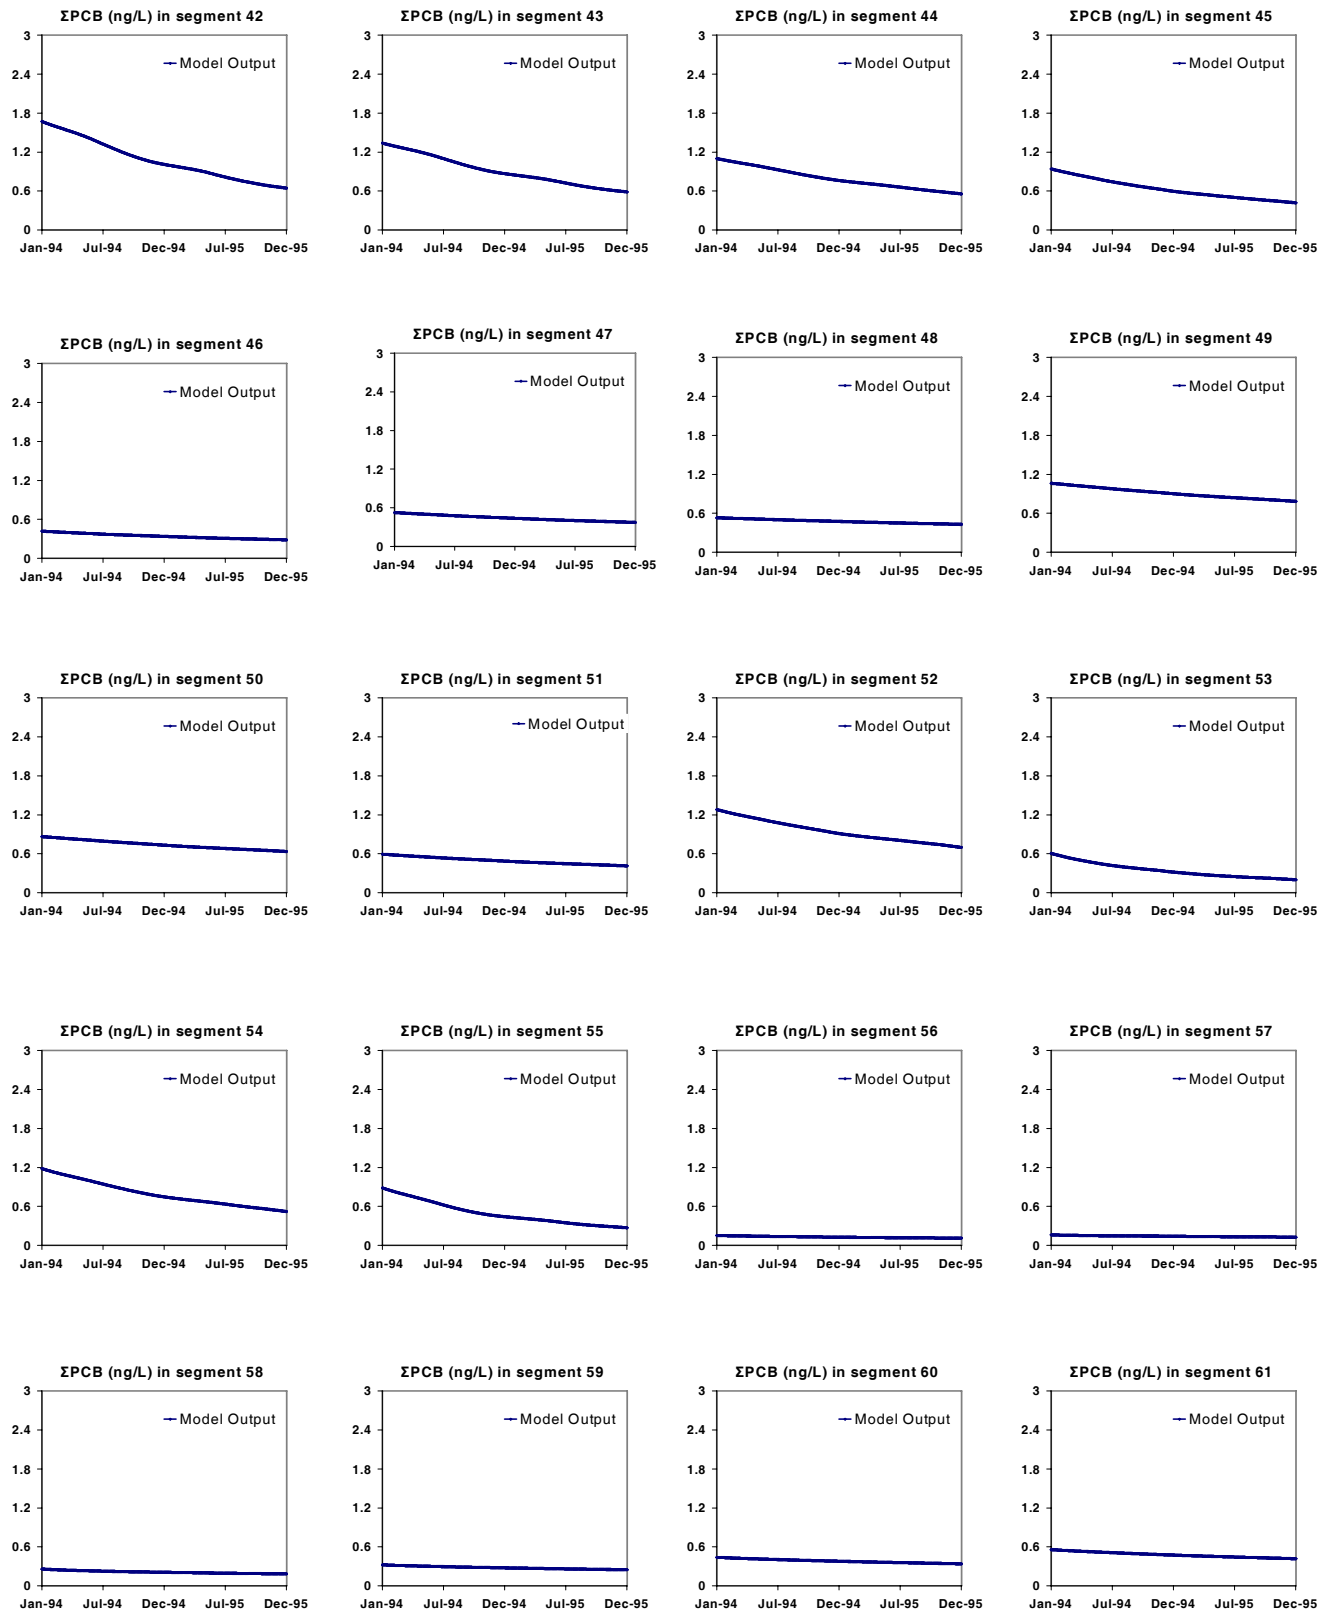 ΣPCB (ng/L) in segment 42
3
2.4
1.8
1.2
0.6
0
Model Output
Jan-94 Jul-94 Dec-94 Jul-95 Dec-95
ΣPCB (ng/L) in segment 43
3
2.4
1.8
1.2
0.6
0
Model Output
Jan-94 Jul-94 Dec-94 Jul-95 Dec-95
ΣPCB (ng/L) in segment 44
3
2.4
1.8
1.2
0.6
0
Model Output
Jan-94 Jul-94 Dec-94 Jul-95 Dec-95
ΣPCB (ng/L) in segment 45
3
2.4
1.8
1.2
0.6
0
Model Output
Jan-94 Jul-94 Dec-94 Jul-95 Dec-95
ΣPCB (ng/L) in segment 46
3
2.4
1.8
1.2
0.6
0
Model Output
Jan-94 Jul-94 Dec-94 Jul-95 Dec-95
ΣPCB (ng/L) in segment 47
3
2.4
1.8
1.2
0.6
0
Model Output
Jan-94 Jul-94 Dec-94 Jul-95 Dec-95
ΣPCB (ng/L) in segment 48
3
2.4
1.8
1.2
0.6
0
Model Output
Jan-94 Jul-94 Dec-94 Jul-95 Dec-95
ΣPCB (ng/L) in segment 49
3
2.4
1.8
1.2
0.6
0
Model Output
Jan-94 Jul-94 Dec-94 Jul-95 Dec-95
ΣPCB (ng/L) in segment 50
3
2.4
1.8
1.2
0.6
0
Model Output
Jan-94 Jul-94 Dec-94 Jul-95 Dec-95
ΣPCB (ng/L) in segment 51
3
2.4
1.8
1.2
0.6
0
Model Output
Jan-94 Jul-94 Dec-94 Jul-95 Dec-95
ΣPCB (ng/L) in segment 52
3
2.4
1.8
1.2
0.6
0
Model Output
Jan-94 Jul-94 Dec-94 Jul-95 Dec-95
ΣPCB (ng/L) in segment 53
3
2.4
1.8
1.2
0.6
0
Model Output
Jan-94 Jul-94 Dec-94 Jul-95 Dec-95
ΣPCB (ng/L) in segment 54
3
2.4
1.8
1.2
0.6
0
Model Output
Jan-94 Jul-94 Dec-94 Jul-95 Dec-95
ΣPCB (ng/L) in segment 55
3
2.4
1.8
1.2
0.6
0
Model Output
Jan-94 Jul-94 Dec-94 Jul-95 Dec-95
ΣPCB (ng/L) in segment 56
3
2.4
1.8
1.2
0.6
0
Model Output
Jan-94 Jul-94 Dec-94 Jul-95 Dec-95
ΣPCB (ng/L) in segment 57
3
2.4
1.8
1.2
0.6
0
Model Output
Jan-94 Jul-94 Dec-94 Jul-95 Dec-95
ΣPCB (ng/L) in segment 58
3
2.4
1.8
1.2
0.6
0
Model Output
Jan-94 Jul-94 Dec-94 Jul-95 Dec-95
ΣPCB (ng/L) in segment 59
3
2.4
1.8
1.2
0.6
0
Model Output
Jan-94 Jul-94 Dec-94 Jul-95 Dec-95
ΣPCB (ng/L) in segment 60
3
2.4
1.8
1.2
0.6
0
Model Output
Jan-94 Jul-94 Dec-94 Jul-95 Dec-95
ΣPCB (ng/L) in segment 61
3
2.4
1.8
1.2
0.6
0
Model Output
Jan-94 Jul-94 Dec-94 Jul-95 Dec-95